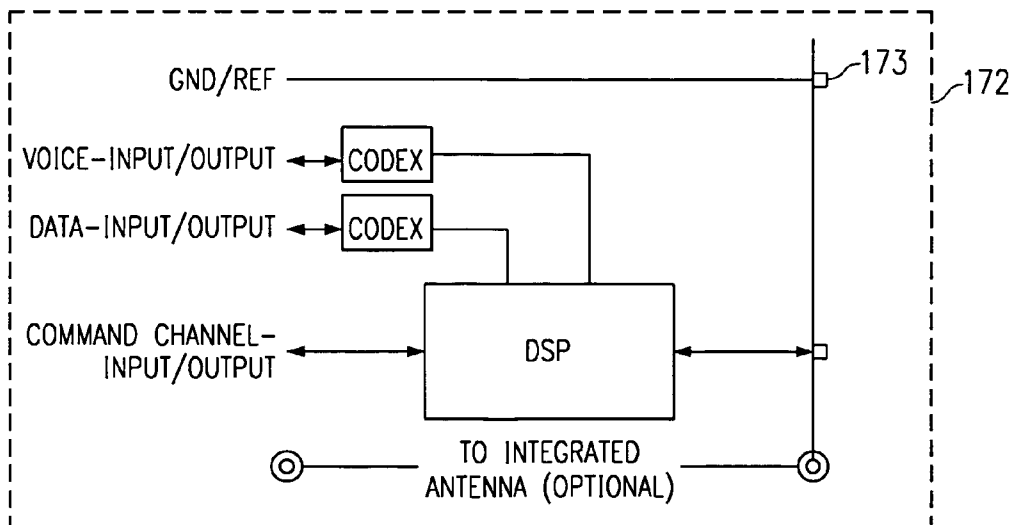 GND/REF
173
172
VOICE-INPUT/OUTPUT
CODEX
DATA-INPUT/OUTPUT
CODEX
COMMAND CHANNEL-
INPUT/OUTPUT
DSP
TO INTEGRATED
ANTENNA (OPTIONAL)